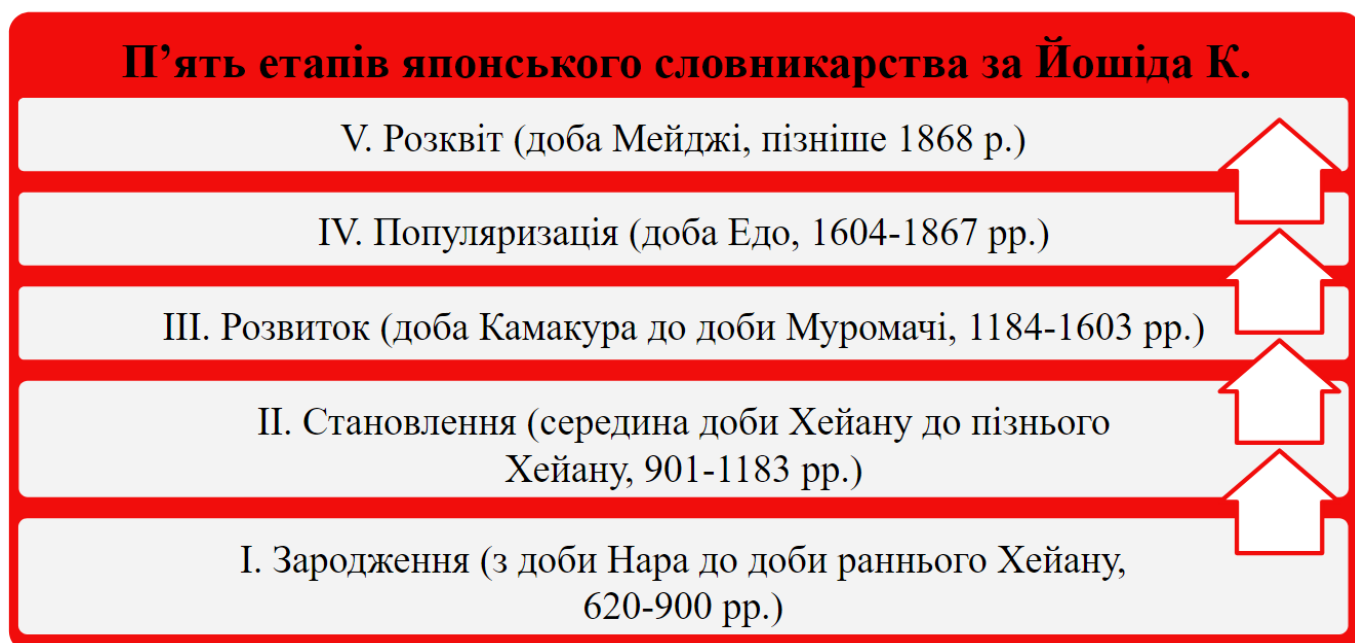 П’ять етапів японського словникарства за Йошіда К.
V. Розквіт (доба Мейджі, пізніше 1868 р.)
IV. Популяризація (доба Едо, 1604-1867 рр.)
III. Розвиток (доба Камакура до доби Муромачі, 1184-1603 рр.)
II. Становлення (середина доби Хейану до пізнього
Хейану, 901-1183 рр.)
I. Зародження (з доби Нара до доби раннього Хейану,
620-900 рр.)